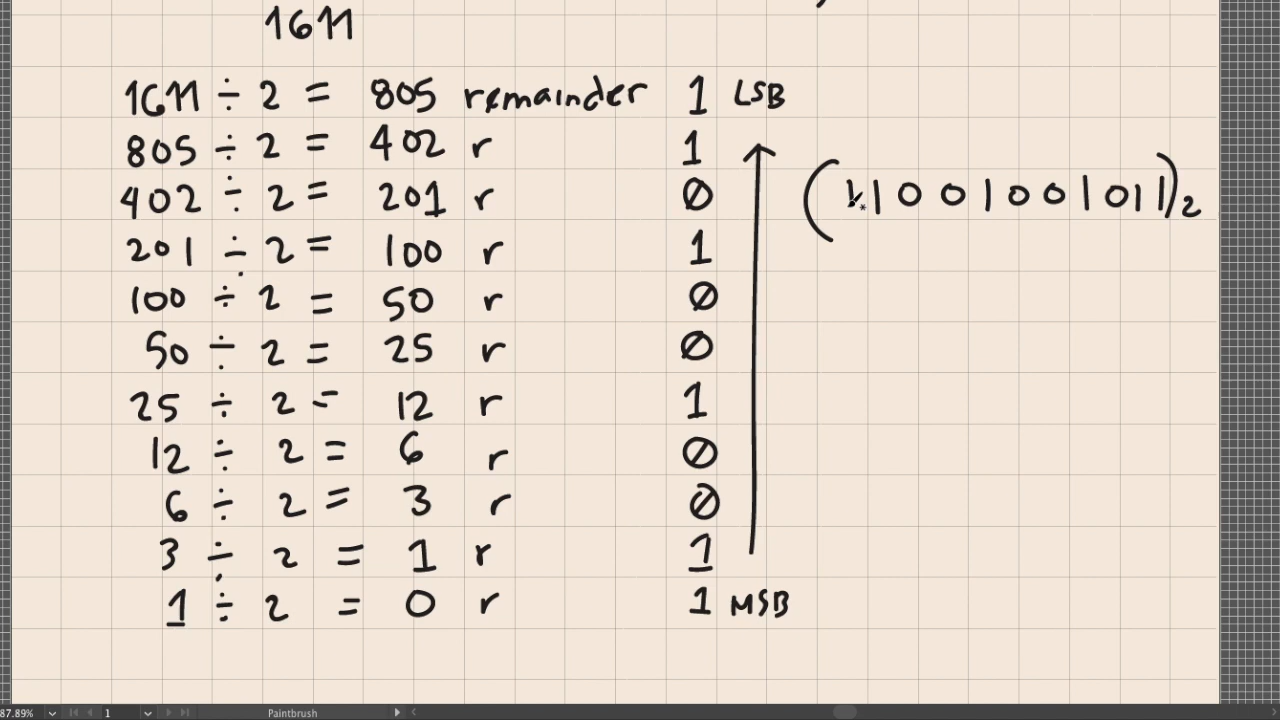 1611
1611 ÷ 2 = 805 remainder 1 LSB
805 ÷ 2 = 402 r 1
402 ÷ 2 = 201 r 0
(11001001011)2
201 ÷ 2 = 100 r 1
100 ÷ 2 = 50 r 0
50 ÷ 2 = 25 r 0
25 ÷ 2 = 12 r 1
12 ÷ 2 = 6 r 0
6 ÷ 2 = 3 r 0
3 ÷ 2 = 1 r 1
1 ÷ 2 = 0 r 1 MSB
87.89% 1 Paintbrush